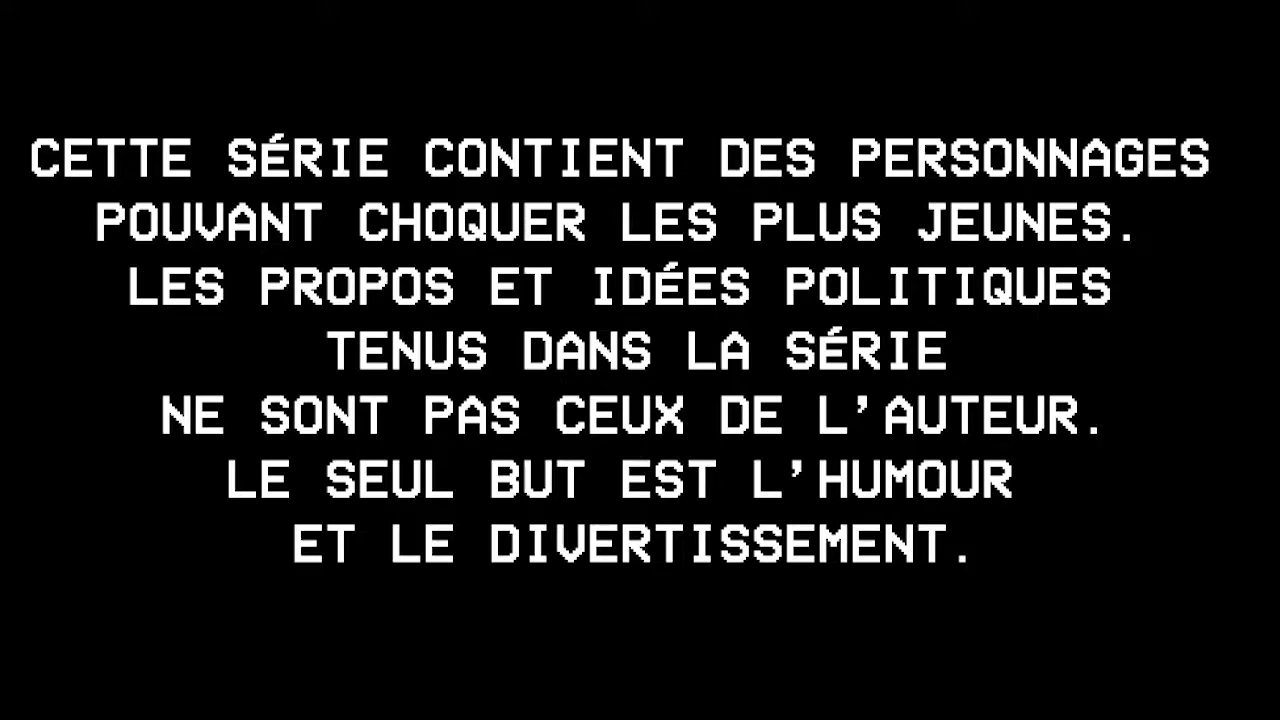 CETTE SÉRIE CONTIENT DES PERSONNAGES
POUVANT CHOQUER LES PLUS JEUNES.
LES PROPOS ET IDÉES POLITIQUES
TENUS DANS LA SÉRIE
NE SONT PAS CEUX DE L'AUTEUR.
LE SEUL BUT EST L'HUMOUR
ET LE DIVERTISSEMENT.